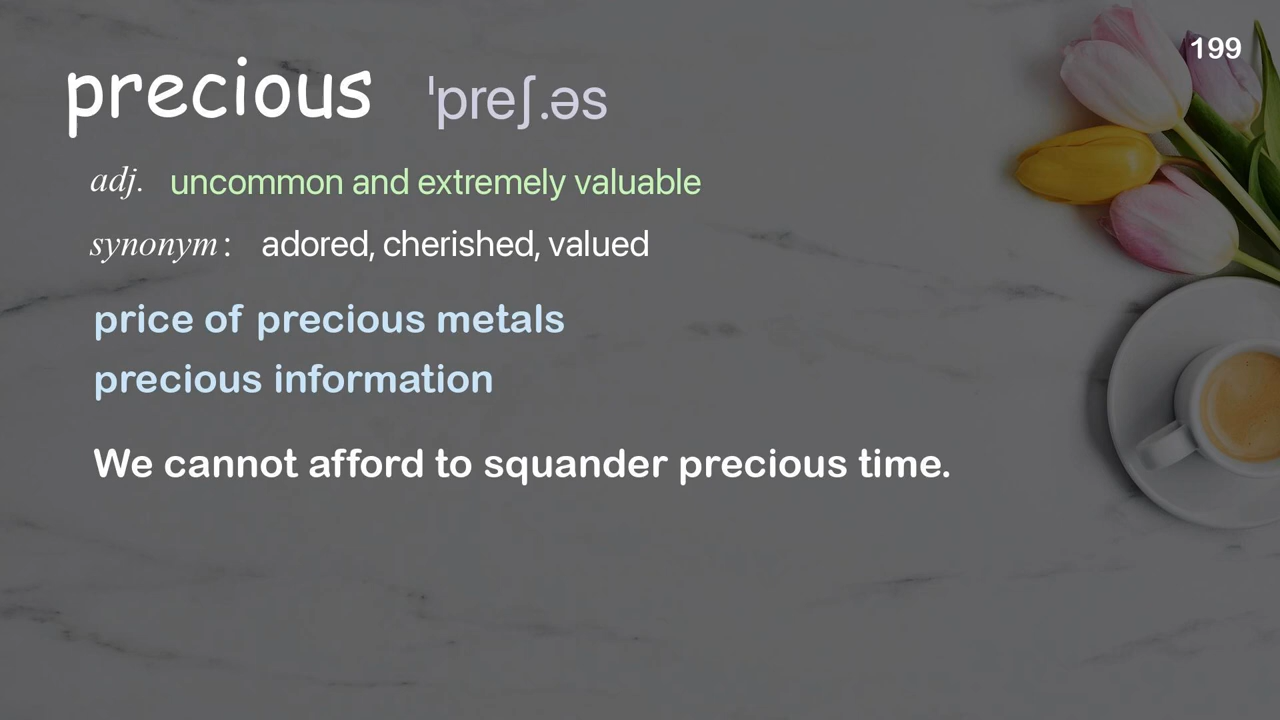 199
precious ˈpreʃ.əs
adj. uncommon and extremely valuable
synonym : adored, cherished, valued
price of precious metals
precious information
We cannot afford to squander precious time.